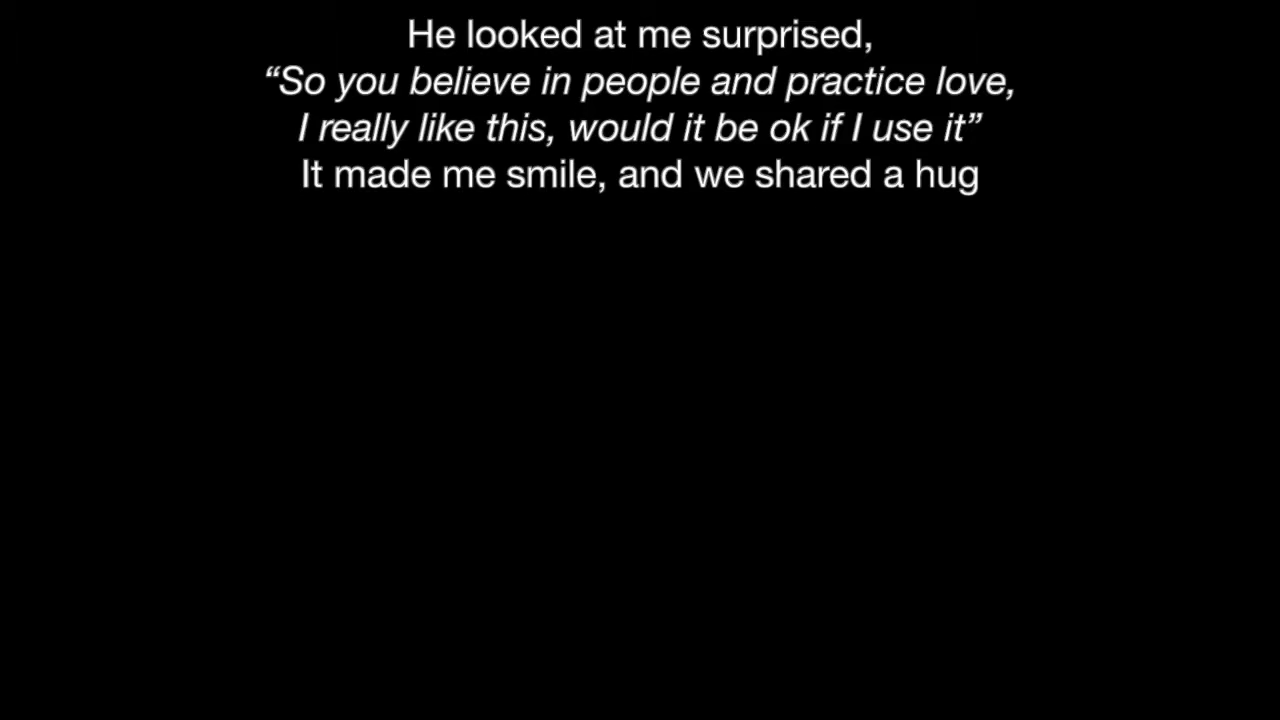 He looked at me surprised,
“So you believe in people and practice love,
I really like this, would it be ok if I use it”
It made me smile, and we shared a hug